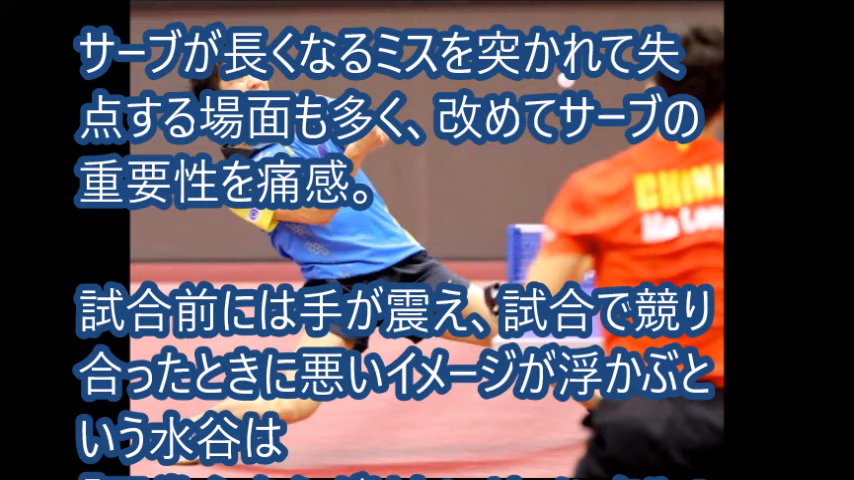 サーブが長くなるミスを突かれて失
点する場面も多く、改めてサーブの
重要性を痛感。
試合前には手が震え、試合で競り
合ったときに悪いイメージが浮かぶと
いう水谷は